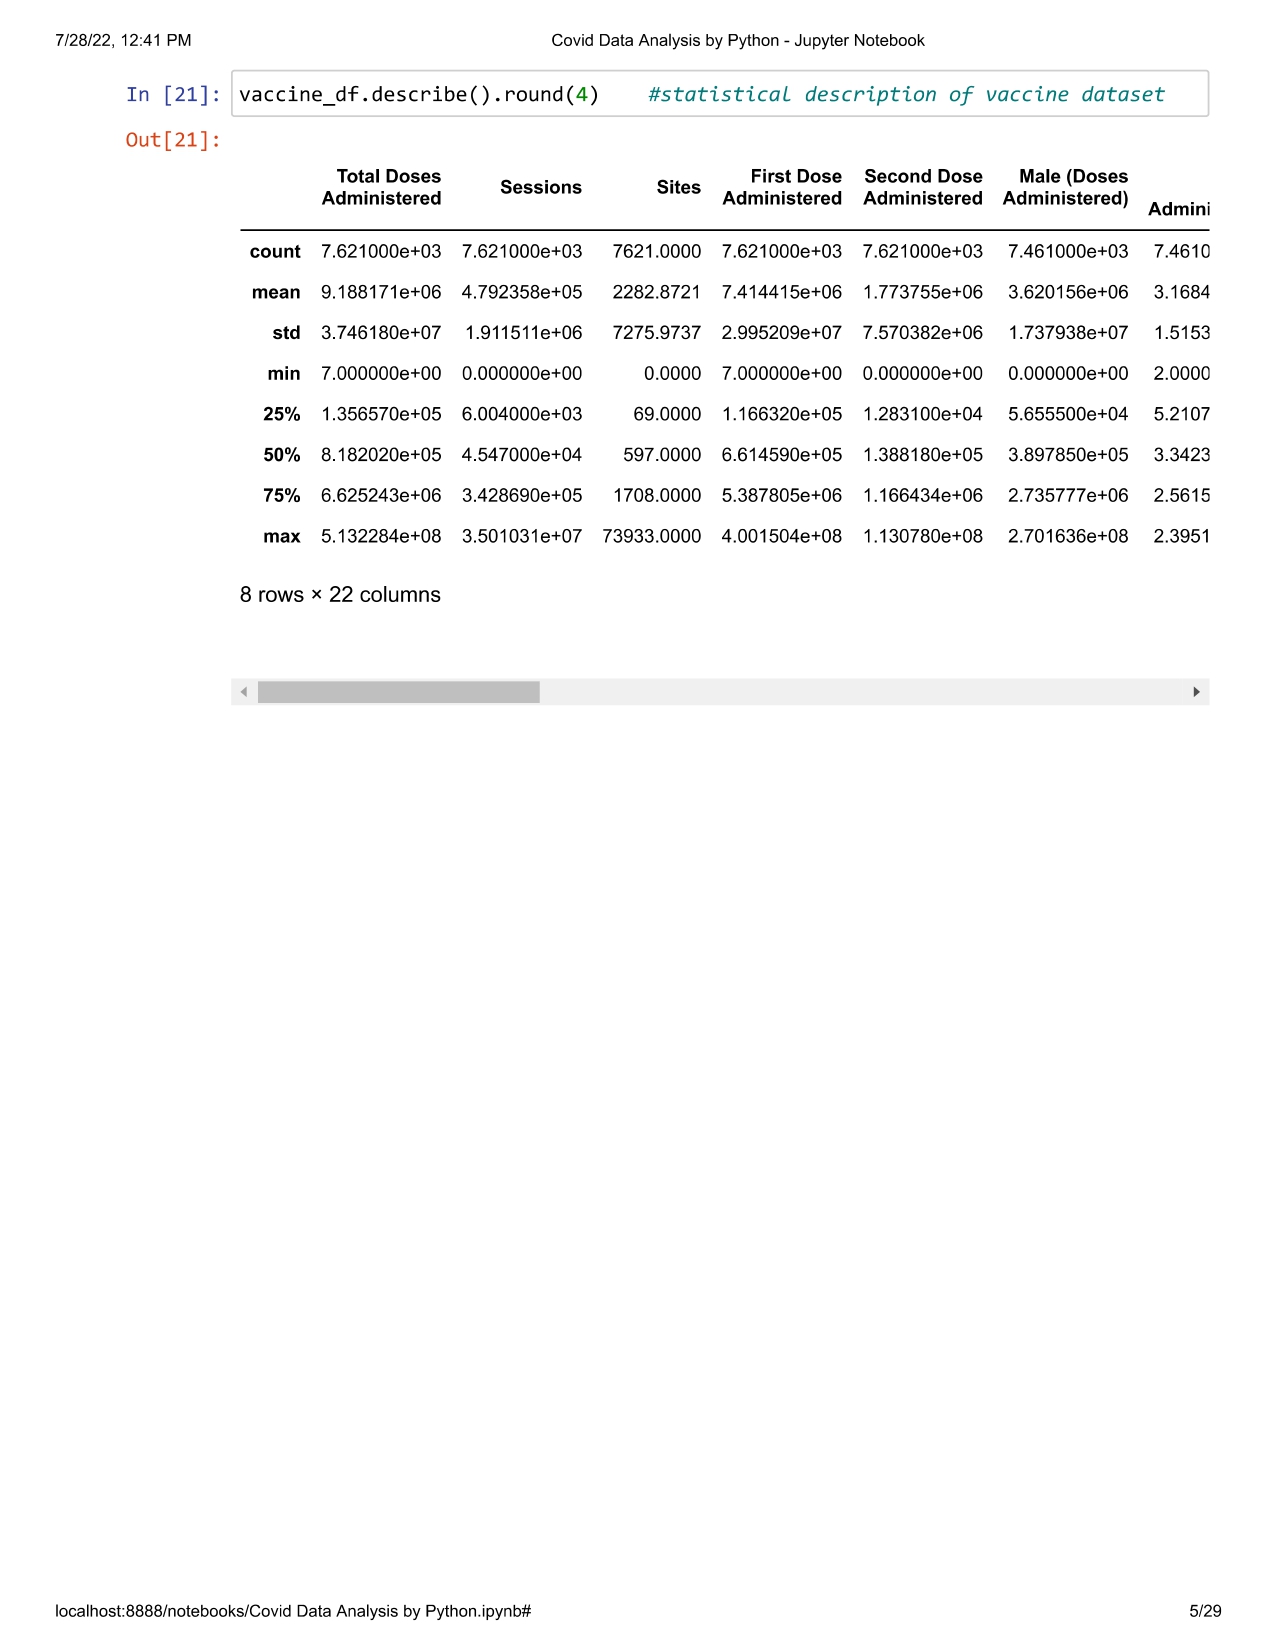 7/28/22, 12:41 PM Covid Data Analysis by Python - Jupyter Notebook
In [21]: vaccine_df.describe().round(4) #statistical description of vaccine dataset
Out[21]:
Total Doses Administered Sessions Sites First Dose Administered Second Dose Administered Male (Doses Administered) Admini
count 7.621000e+03 7.621000e+03 7621.0000 7.621000e+03 7.621000e+03 7.461000e+03 7.4610
mean 9.188171e+06 4.792358e+05 2282.8721 7.414415e+06 1.773755e+06 3.620156e+06 3.1684
std 3.746180e+07 1.911511e+06 7275.9737 2.995209e+07 7.570382e+06 1.737938e+07 1.5153
min 7.000000e+00 0.000000e+00 0.0000 7.000000e+00 0.000000e+00 0.000000e+00 2.0000
25% 1.356570e+05 6.004000e+03 69.0000 1.166320e+05 1.283100e+04 5.655500e+04 5.2107
50% 8.182020e+05 4.547000e+04 597.0000 6.614590e+05 1.388180e+05 3.897850e+05 3.3423
75% 6.625243e+06 3.428690e+05 1708.0000 5.387805e+06 1.166434e+06 2.735777e+06 2.5615
max 5.132284e+08 3.501031e+07 73933.0000 4.001504e+08 1.130780e+08 2.701636e+08 2.3951
8 rows × 22 columns
localhost:8888/notebooks/Covid Data Analysis by Python.ipynb# 5/29